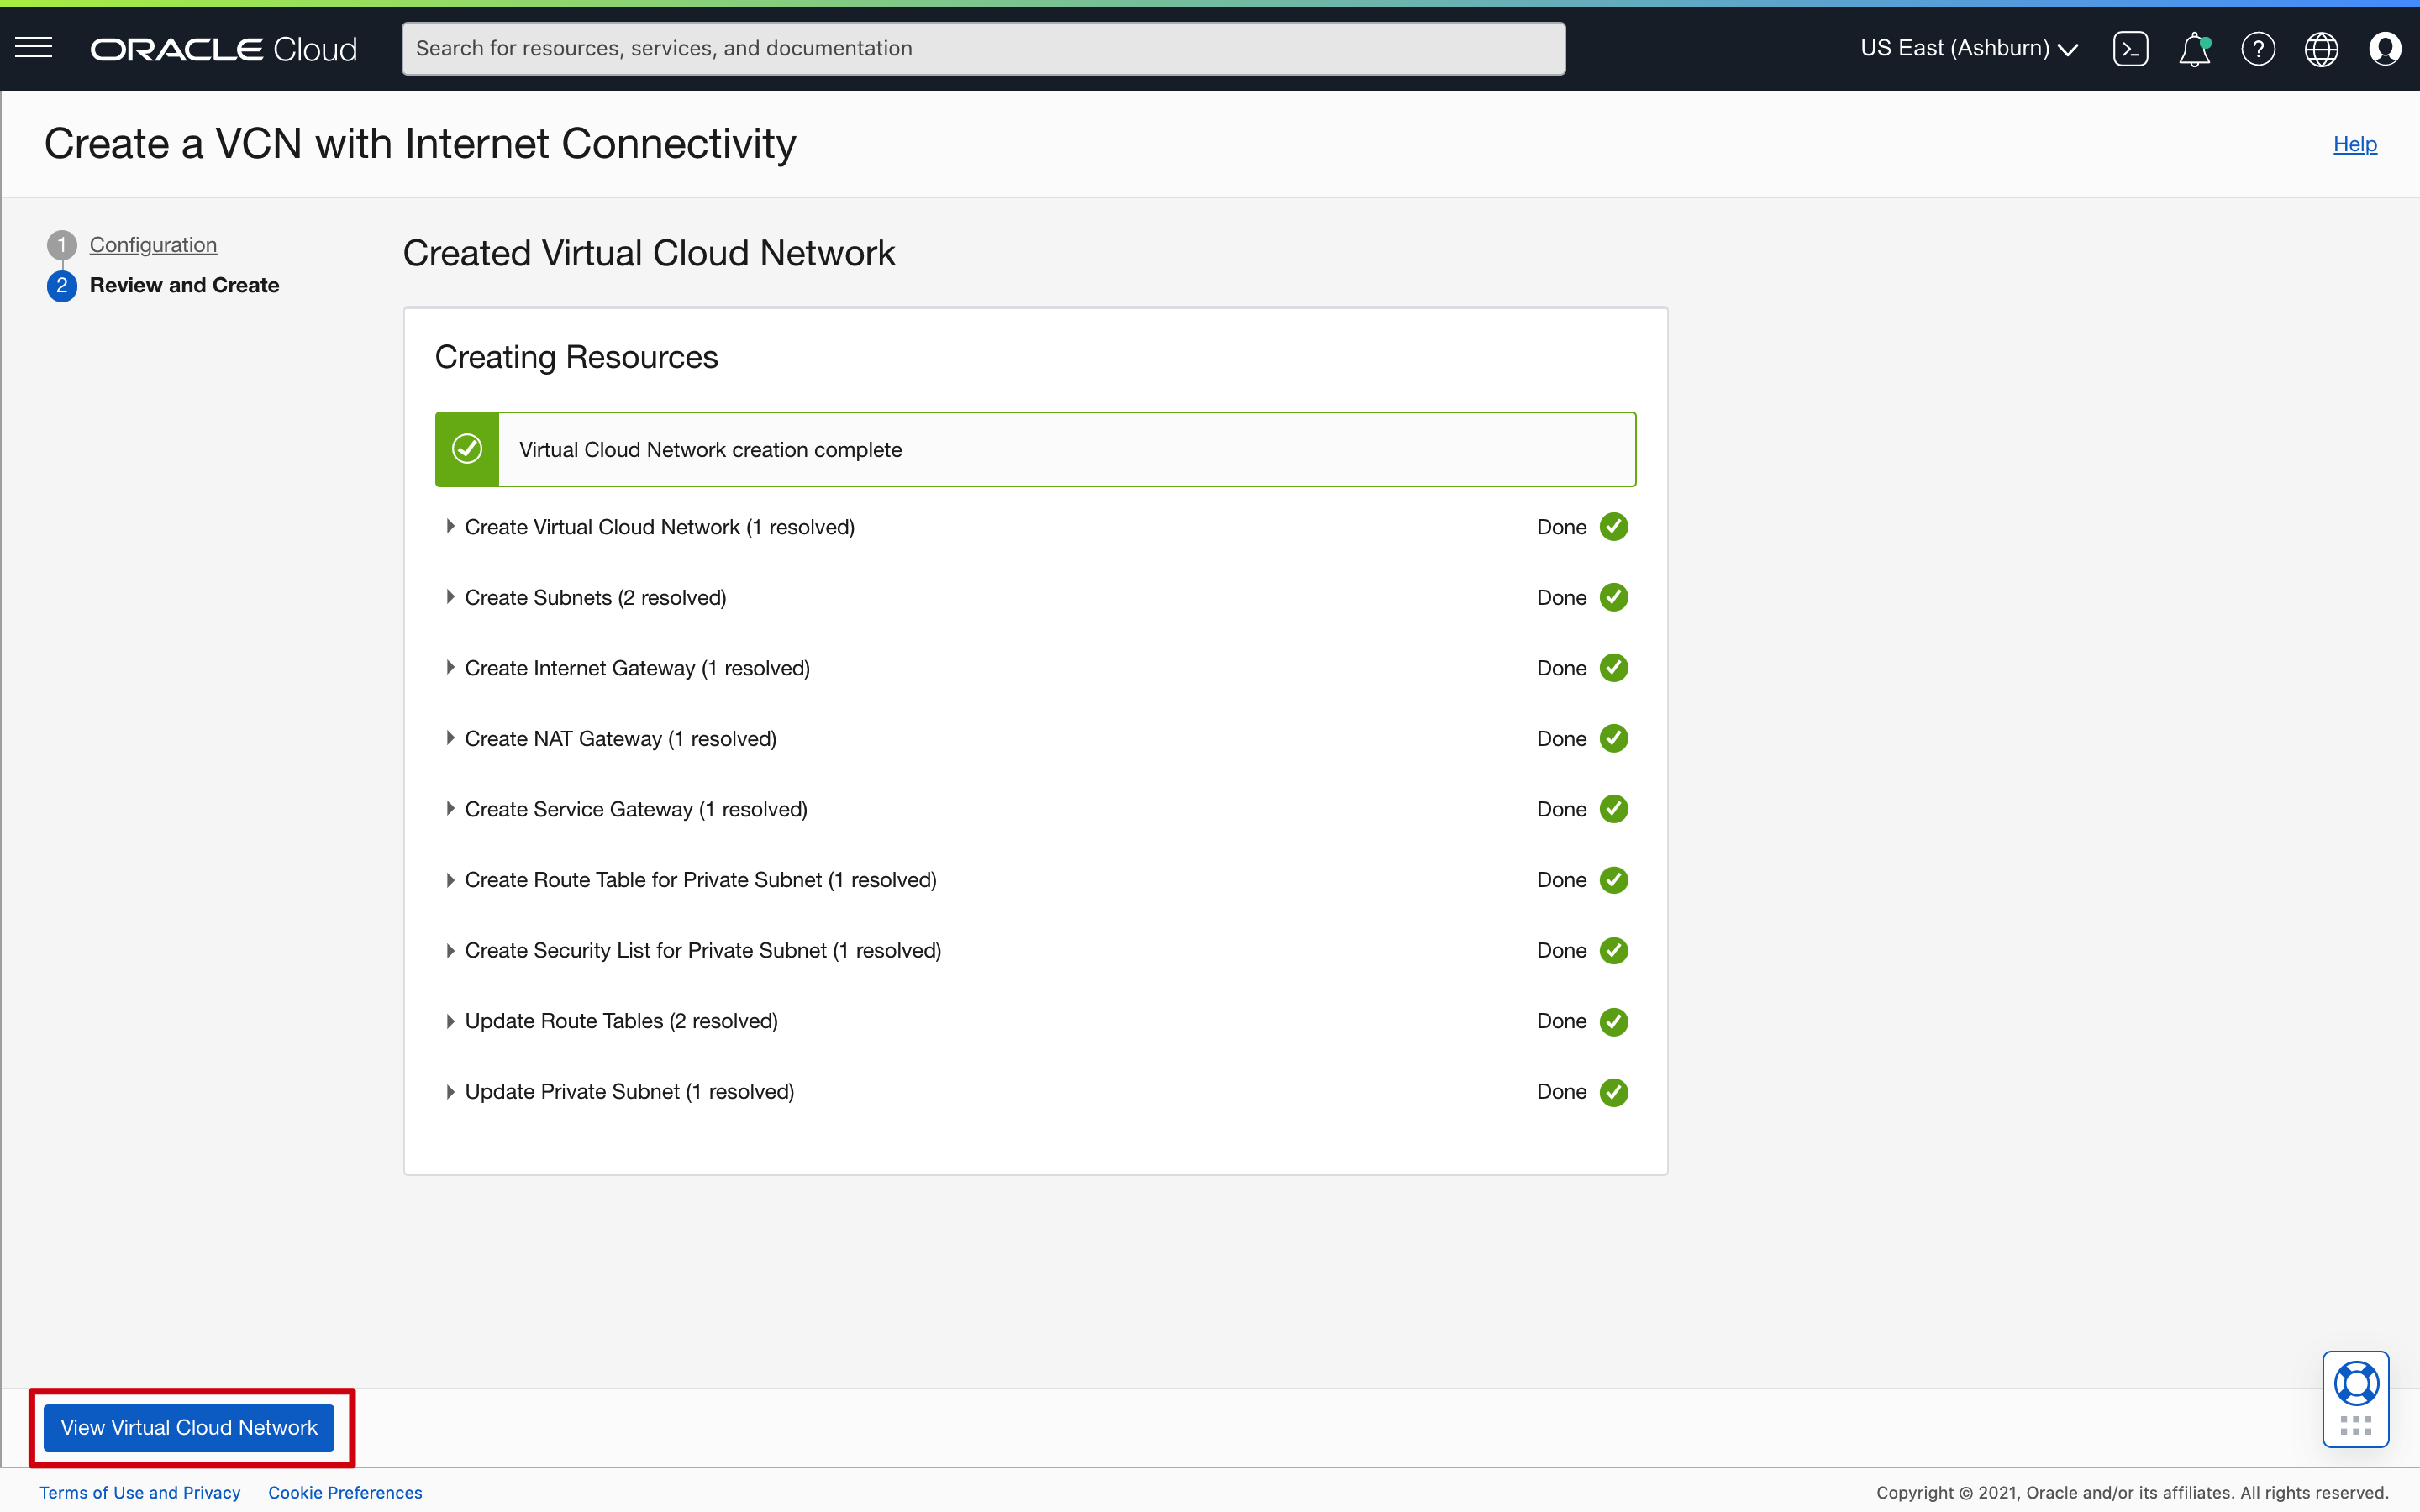 ORACLE Cloud
Search for resources, services, and documentation
US East (Ashburn)
Create a VCN with Internet Connectivity
Help
1 Configuration
2 Review and Create
Created Virtual Cloud Network
Creating Resources
Virtual Cloud Network creation complete
Create Virtual Cloud Network (1 resolved) Done
Create Subnets (2 resolved) Done
Create Internet Gateway (1 resolved) Done
Create NAT Gateway (1 resolved) Done
Create Service Gateway (1 resolved) Done
Create Route Table for Private Subnet (1 resolved) Done
Create Security List for Private Subnet (1 resolved) Done
Update Route Tables (2 resolved) Done
Update Private Subnet (1 resolved) Done
View Virtual Cloud Network
Terms of Use and Privacy Cookie Preferences
Copyright © 2021, Oracle and/or its affiliates. All rights reserved.